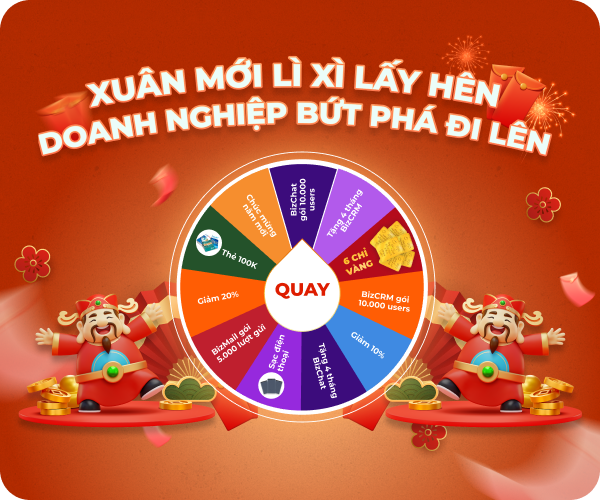 XUÂN MỚI LÌ XÌ LẤY HÊN
DOANH NGHIỆP BỨT PHÁ ĐI LÊN
BizChat
gói 10.000
users
Tặng 4 tháng
BizCRM
6 CHỈ
VÀNG
BizCRM gói
10.000 users
Giảm 10%
Tặng 4 tháng
BizChat
Sạc điện
thoại
BizMail gói
5.000 lượt gửi
Giảm 20%
Thẻ 100K
Chúc mừng
năm mới
QUAY